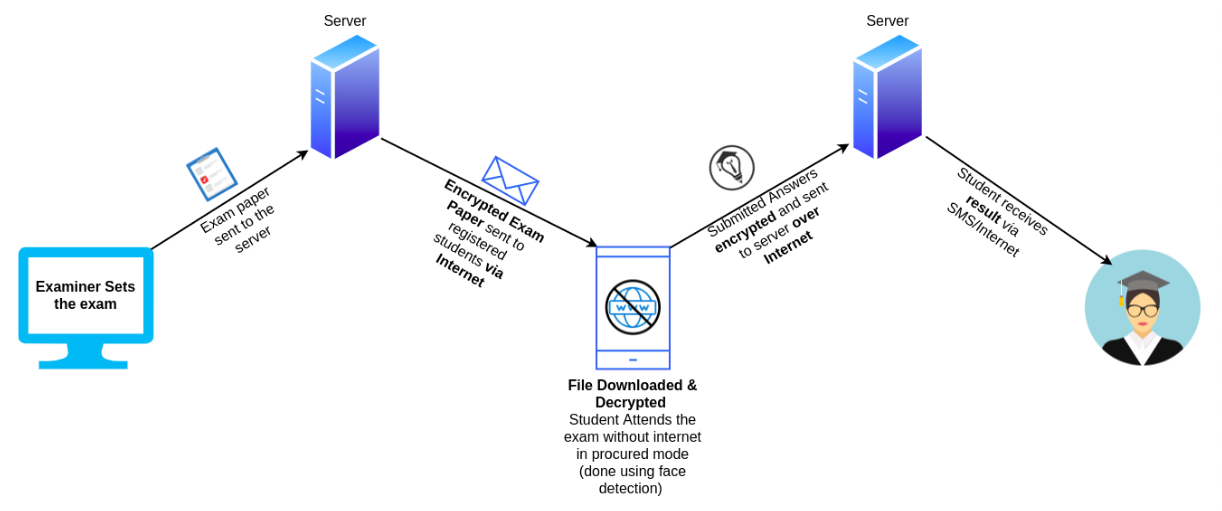 Server
Server
Exam paper
sent to the
server
Encrypted Exam
Paper sent to
registered
students via
Internet
Submitted Answers
encrypted and sent
to server over
Internet
Student receives
result via
SMS/Internet
Examiner Sets
the exam
WWW
File Downloaded &
Decrypted
Student Attends the
exam without internet
in procured mode
(done using face
detection)